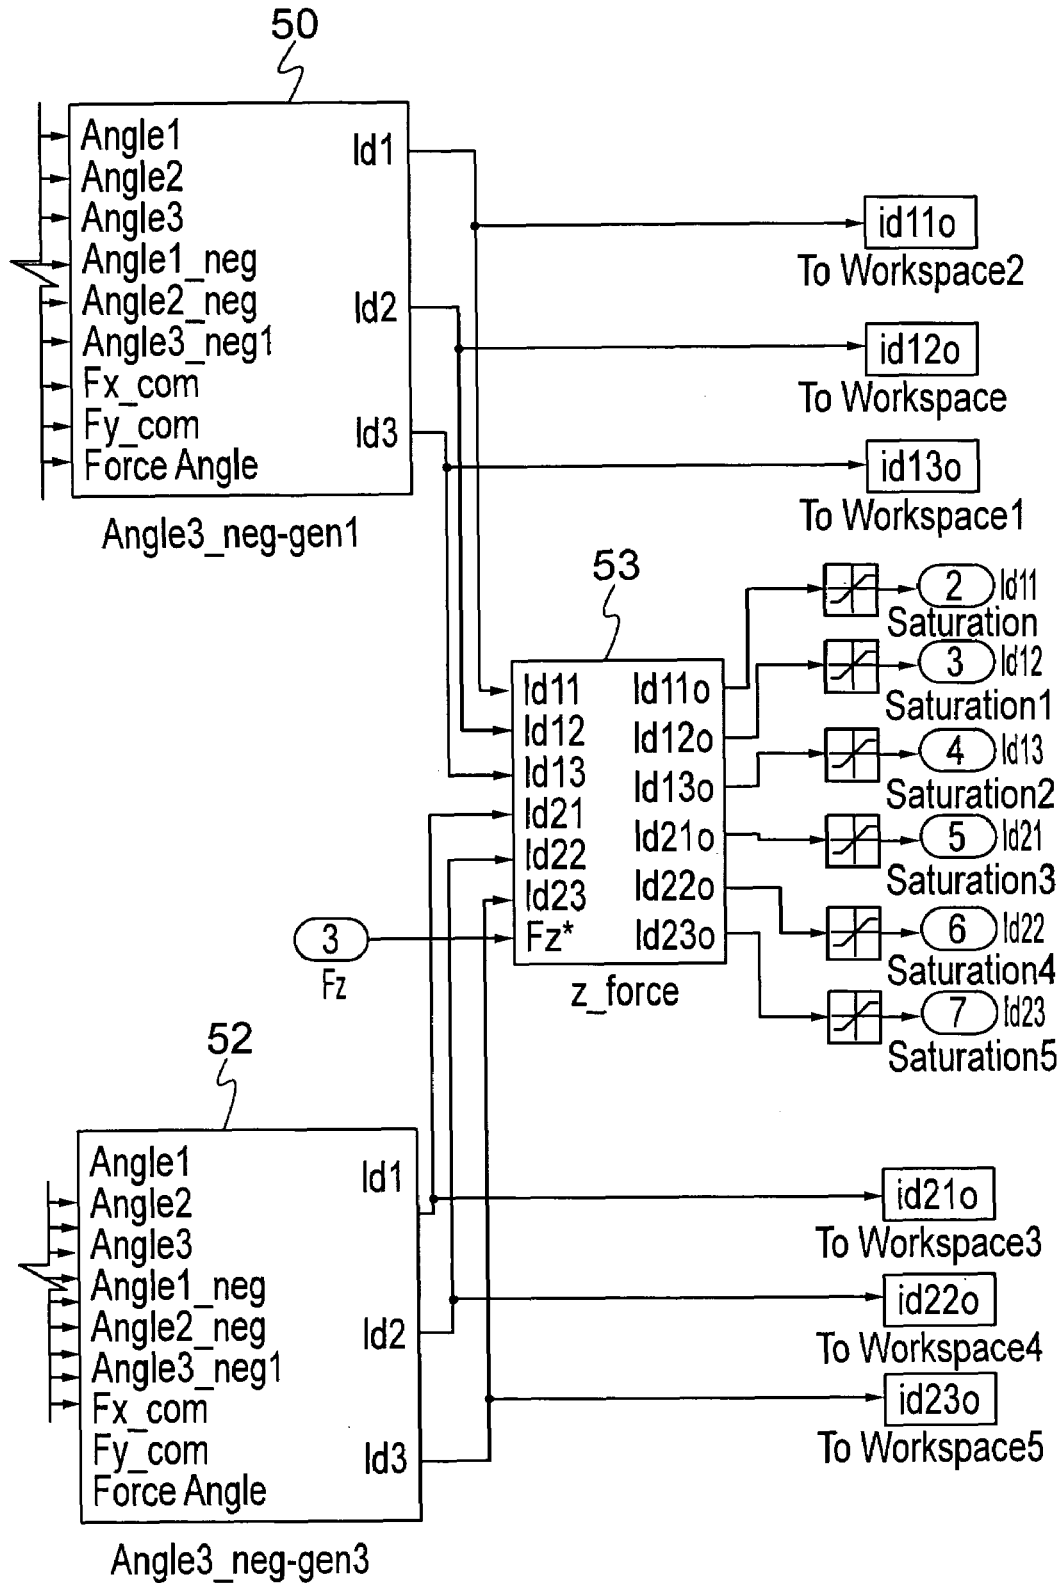 50
Angle1
Angle2
Angle3
Angle1_neg
Angle2_neg
Angle3_neg1
Fx_com
Fy_com
Force Angle
Id1
Id2
Id3
Angle3_neg-gen1
id11o
To Workspace2
id12o
To Workspace
id13o
To Workspace1
53
Id11
Id12
Id13
Id21
Id22
Id23
Fz*
Id11o
Id12o
Id13o
Id21o
Id22o
Id23o
z_force
3
Fz
2 Id11
Saturation
3 Id12
Saturation1
4 Id13
Saturation2
5 Id21
Saturation3
6 Id22
Saturation4
7 Id23
Saturation5
52
Angle1
Angle2
Angle3
Angle1_neg
Angle2_neg
Angle3_neg1
Fx_com
Fy_com
Force Angle
Id1
Id2
Id3
Angle3_neg-gen3
id21o
To Workspace3
id22o
To Workspace4
id23o
To Workspace5